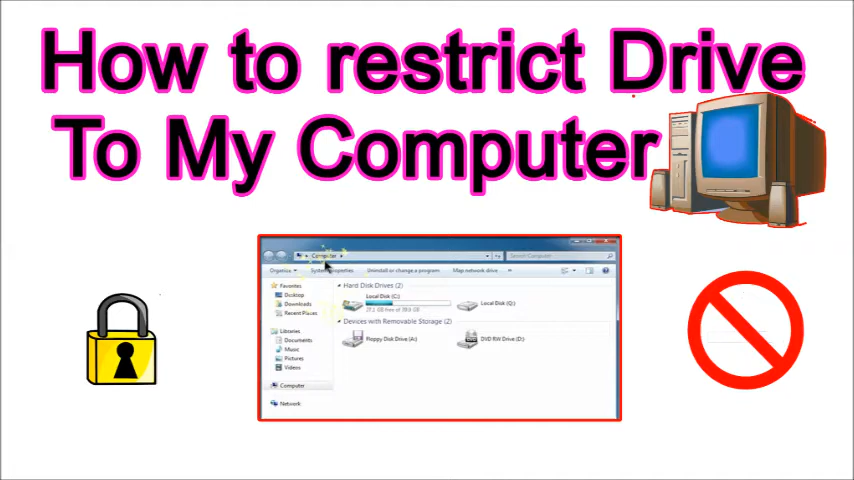 How to restrict Drive
To My Computer
Computer
Search Computer
Organize System properties Uninstall or change a program Map network drive »
Favorites
Desktop
Downloads
Recent Places
Libraries
Documents
Music
Pictures
Videos
Computer
Network
Hard Disk Drives (2)
Local Disk (C:)
Local Disk (Q:)
Devices with Removable Storage (2)
Floppy Disk Drive (A:)
DVD RW Drive (D:)